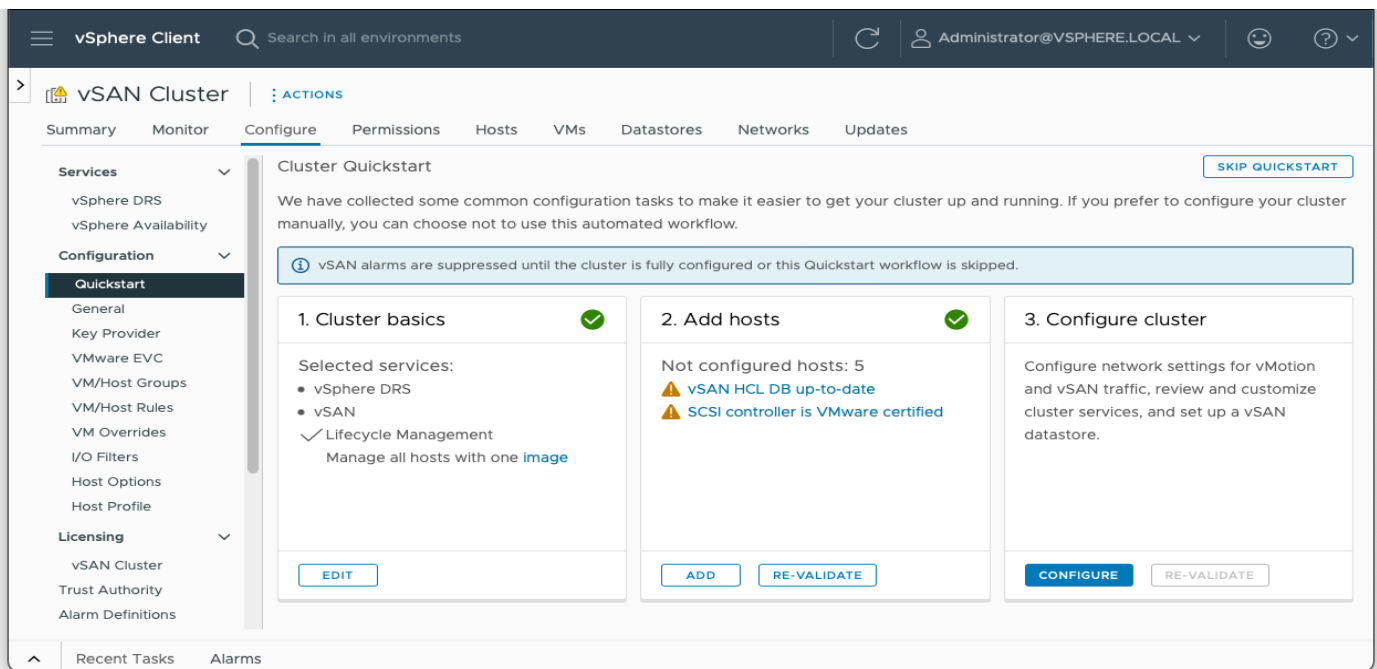 vSphere Client
Search in all environments
Administrator@VSPHERE.LOCAL
vSAN Cluster
ACTIONS
Summary Monitor Configure Permissions Hosts VMs Datastores Networks Updates
Services
vSphere DRS
vSphere Availability
Configuration
Quickstart
General
Key Provider
VMware EVC
VM/Host Groups
VM/Host Rules
VM Overrides
I/O Filters
Host Options
Host Profile
Licensing
vSAN Cluster
Trust Authority
Alarm Definitions
Cluster Quickstart
SKIP QUICKSTART
We have collected some common configuration tasks to make it easier to get your cluster up and running. If you prefer to configure your cluster
manually, you can choose not to use this automated workflow.
vSAN alarms are suppressed until the cluster is fully configured or this Quickstart workflow is skipped.
1. Cluster basics
Selected services:
• vSphere DRS
• vSAN
Lifecycle Management
Manage all hosts with one image
EDIT
2. Add hosts
Not configured hosts: 5
vSAN HCL DB up-to-date
SCSI controller is VMware certified
ADD RE-VALIDATE
3. Configure cluster
Configure network settings for vMotion
and vSAN traffic, review and customize
cluster services, and set up a vSAN
datastore.
CONFIGURE RE-VALIDATE
Recent Tasks Alarms